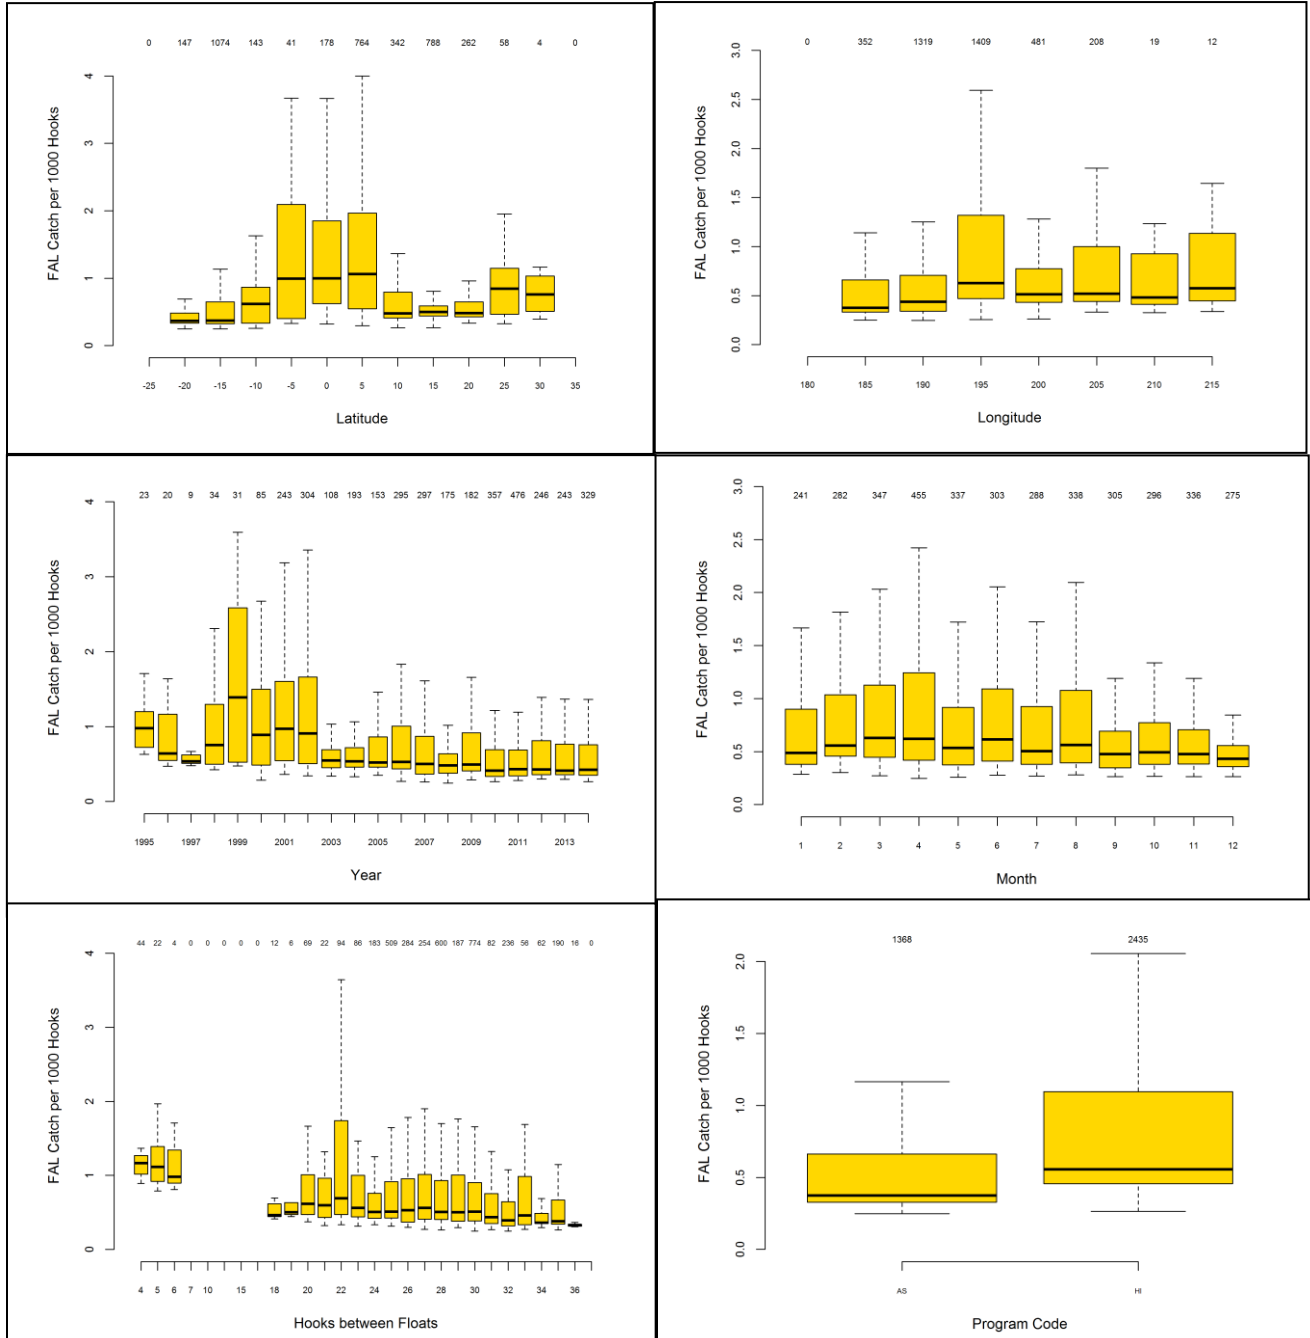 0 147 1074 143 41 178 764 342 788 262 58 4 0
FAL Catch per 1000 Hooks
4
3
2
1
0
-25 -20 -15 -10 -5 0 5 10 15 20 25 30 35
Latitude
0 352 1319 1409 481 208 19 12
FAL Catch per 1000 Hooks
3.0
2.5
2.0
1.5
1.0
0.5
0.0
180 185 190 195 200 205 210 215
Longitude
23 20 9 34 31 85 243 304 108 193 153 295 297 175 182 357 476 246 243 329
FAL Catch per 1000 Hooks
4
3
2
1
0
1995 1997 1999 2001 2003 2005 2007 2009 2011 2013
Year
241 282 347 455 337 303 288 338 305 296 336 275
FAL Catch per 1000 Hooks
3.0
2.5
2.0
1.5
1.0
0.5
0.0
1 2 3 4 5 6 7 8 9 10 11 12
Month
44 22 4 0 0 0 0 0 12 6 69 22 94 86 183 509 284 254 600 187 774 82 236 56 62 190 16 0
FAL Catch per 1000 Hooks
4
3
2
1
0
4 5 6 7 10 15 18 20 22 24 26 28 30 32 34 36
Hooks between Floats
1368 2435
FAL Catch per 1000 Hooks
2.0
1.5
1.0
0.5
0.0
AS HI
Program Code